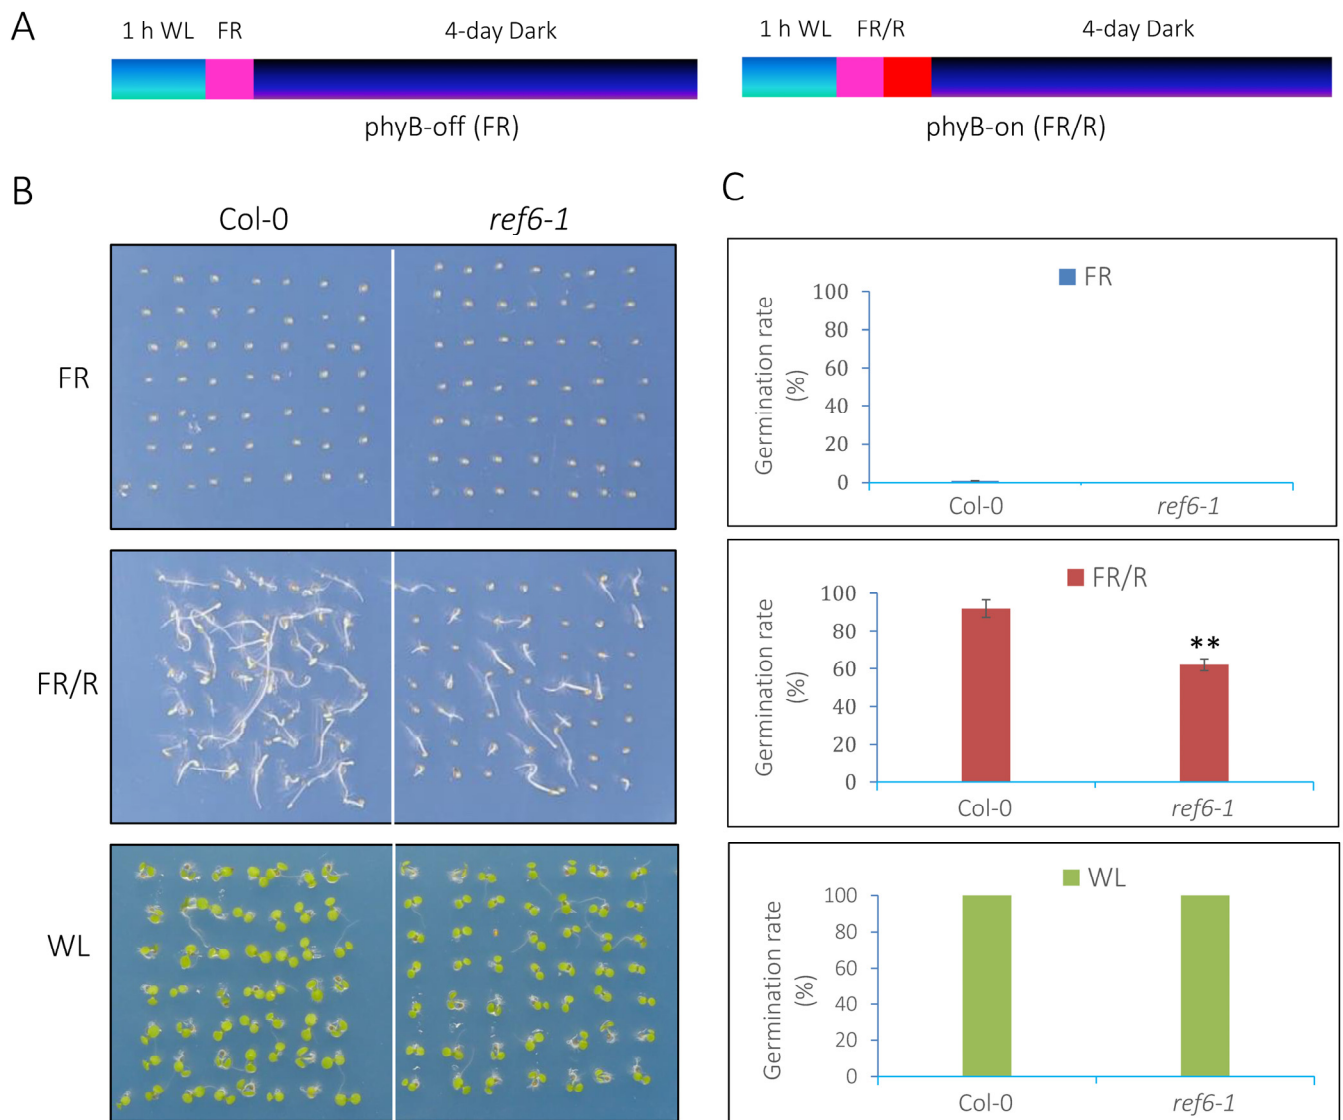 A
1 h WL FR 4-day Dark
phyB-off (FR)
1 h WL FR/R 4-day Dark
phyB-on (FR/R)
B
Col-0 ref6-1
FR
FR/R
WL
C
FR
Germination rate
(%)
100
80
60
40
20
0
Col-0 ref6-1
FR/R
Germination rate
(%)
100
80
60
40
20
0
**
Col-0 ref6-1
WL
Germination rate
(%)
100
80
60
40
20
0
Col-0 ref6-1